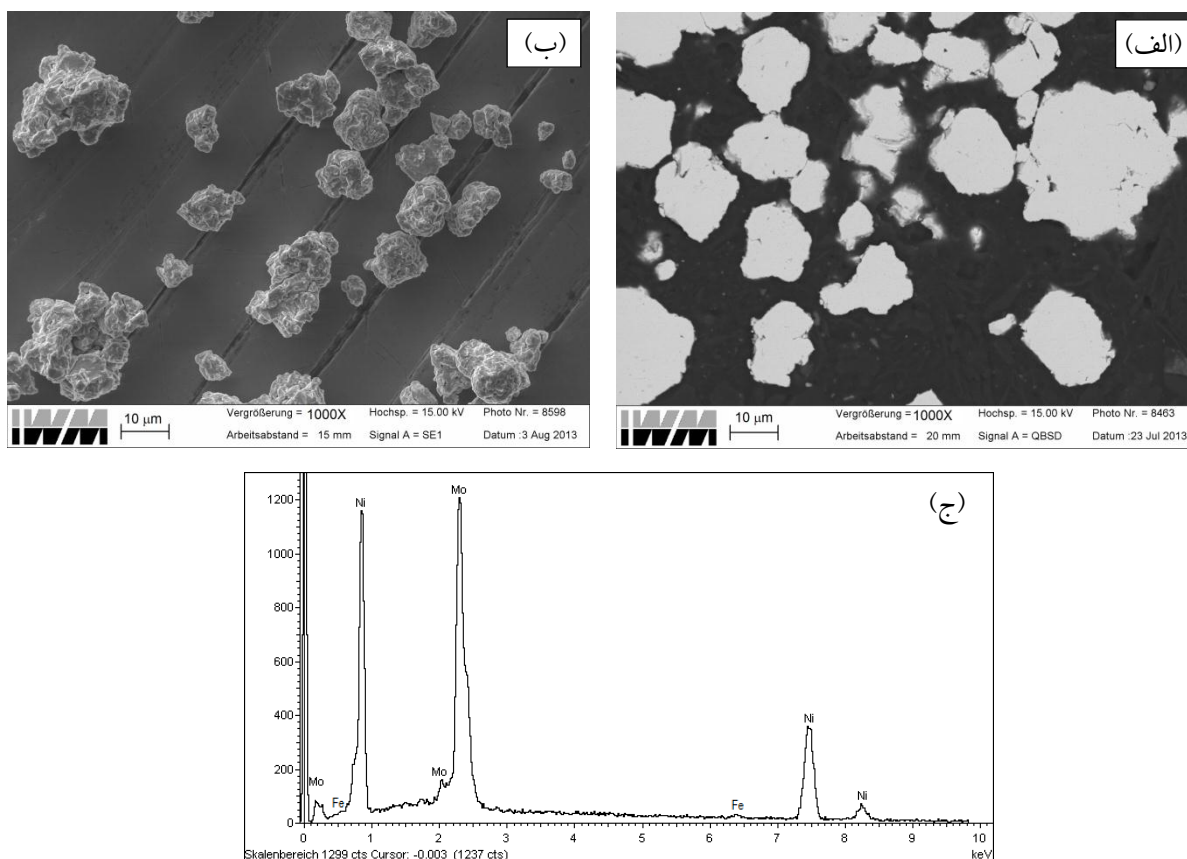 (ب)
10 µm
Vergrößerung = 1000X
Hochsp. = 15.00 kV
Photo Nr. = 8598
Arbeitsabstand = 15 mm
Signal A = SE1
Datum :3 Aug 2013
(الف)
10 µm
Vergrößerung = 1000X
Hochsp. = 15.00 kV
Photo Nr. = 8463
Arbeitsabstand = 20 mm
Signal A = QBSD
Datum :23 Jul 2013
(ج)
1200
1000
800
600
400
200
0
Mo
Fe
Ni
Mo
Mo
Fe
Ni
Ni
0 1 2 3 4 5 6 7 8 9 10
Skalenbereich 1299 cts Cursor: -0.003 (1237 cts)
keV